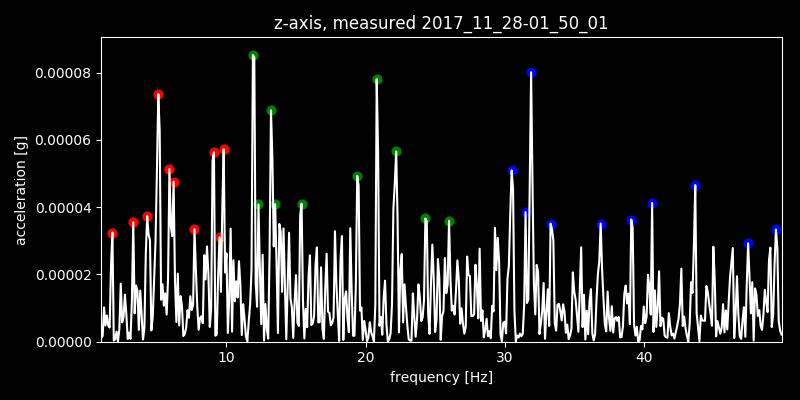 z-axis, measured 2017_11_28-01_50_01
acceleration [g]
0.00008
0.00006
0.00004
0.00002
0.00000
10 20 30 40
frequency [Hz]